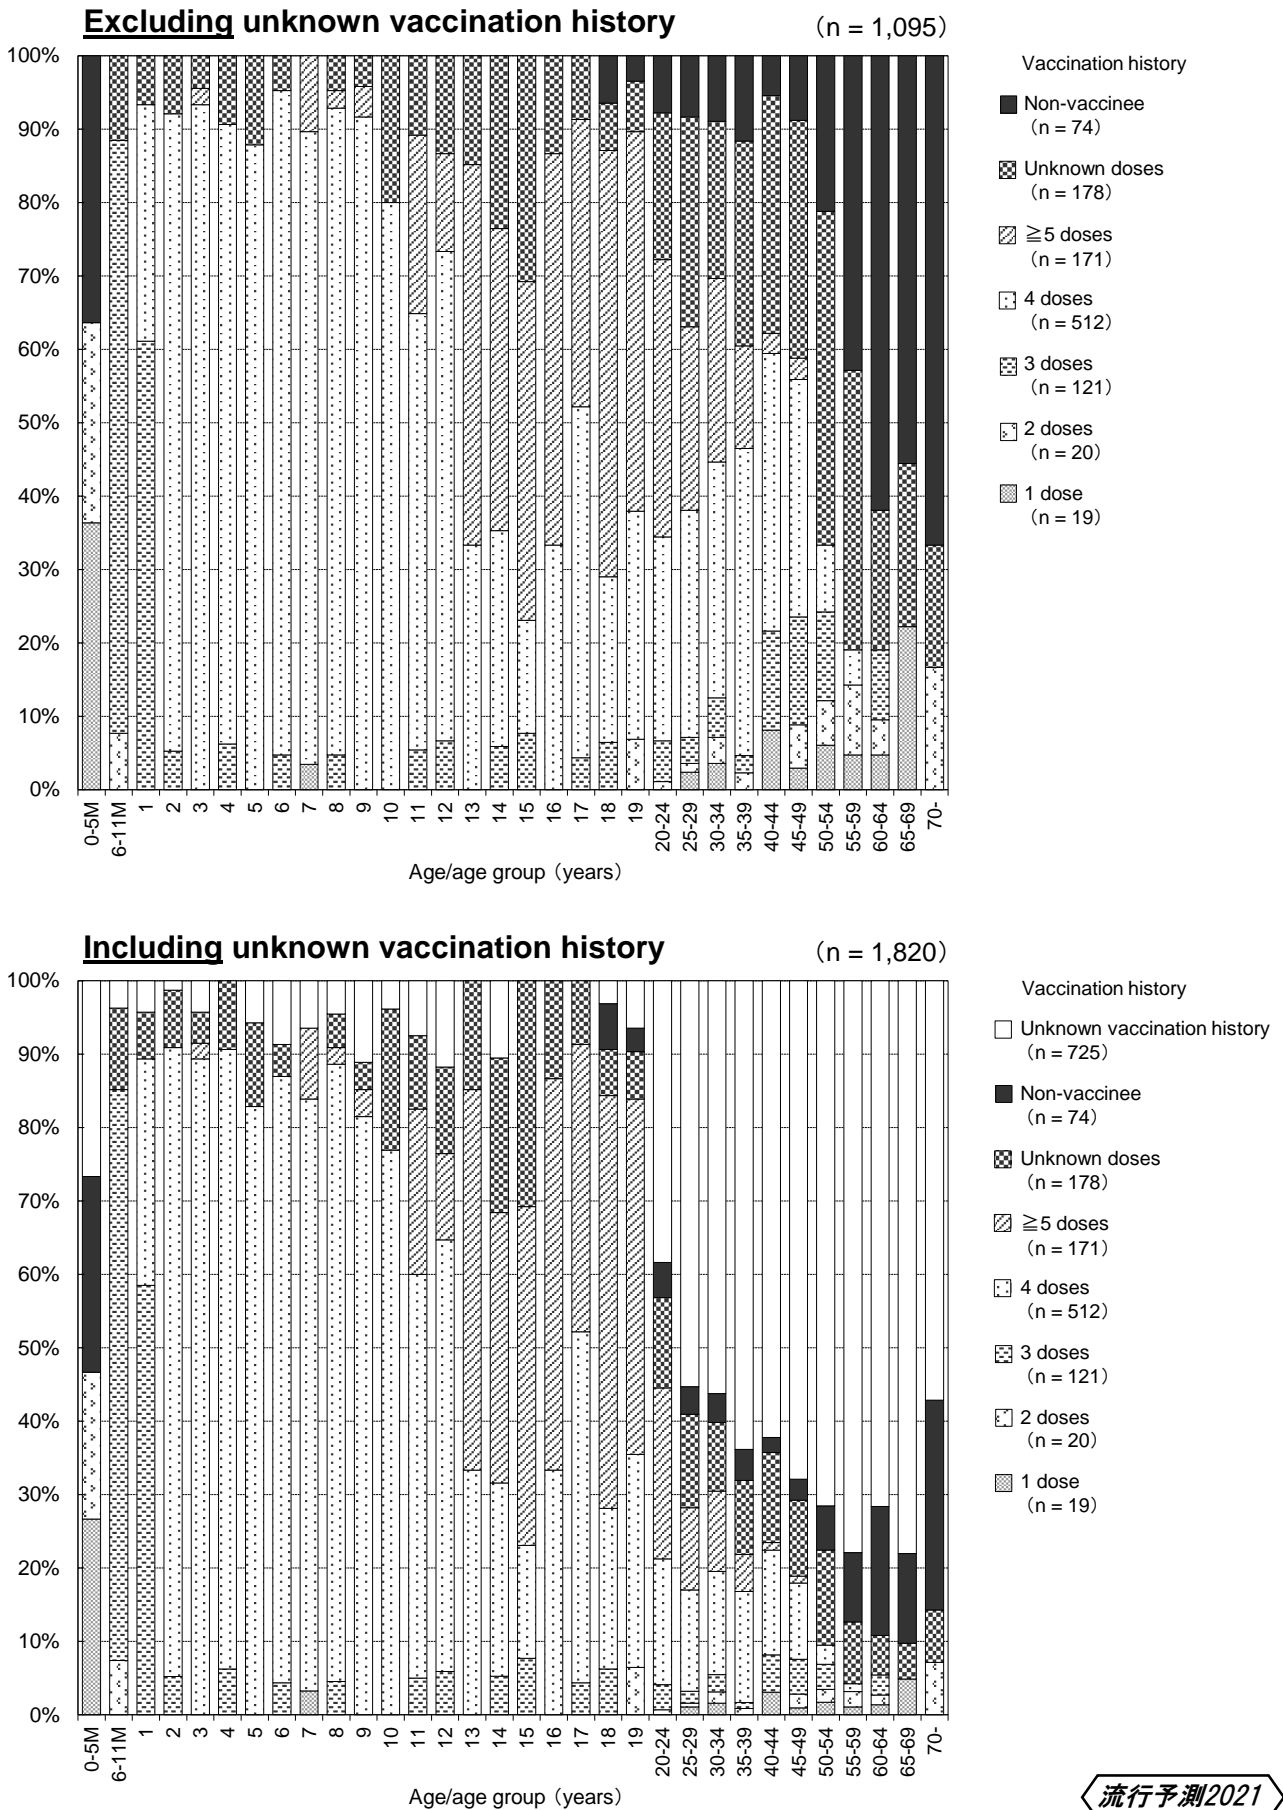 Excluding unknown vaccination history
(n = 1,095)
100%
90%
80%
70%
60%
50%
40%
30%
20%
10%
0%
0-5M
6-11M
1
2
3
4
5
6
7
8
9
10
11
12
13
14
15
16
17
18
19
20-24
25-29
30-34
35-39
40-44
45-49
50-54
55-59
60-64
65-69
70-
Age/age group（years）
Vaccination history
Non-vaccinee
（n = 74）
Unknown doses
（n = 178）
≧5 doses
（n = 171）
4 doses
（n = 512）
3 doses
（n = 121）
2 doses
（n = 20）
1 dose
（n = 19）
Including unknown vaccination history
(n = 1,820)
100%
90%
80%
70%
60%
50%
40%
30%
20%
10%
0%
0-5M
6-11M
1
2
3
4
5
6
7
8
9
10
11
12
13
14
15
16
17
18
19
20-24
25-29
30-34
35-39
40-44
45-49
50-54
55-59
60-64
65-69
70-
Age/age group（years）
Vaccination history
Unknown vaccination history
（n = 725）
Non-vaccinee
（n = 74）
Unknown doses
（n = 178）
≧5 doses
（n = 171）
4 doses
（n = 512）
3 doses
（n = 121）
2 doses
（n = 20）
1 dose
（n = 19）
流行予測2021